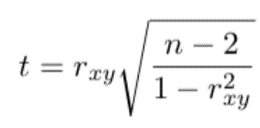 t = r_{xy} \sqrt{\frac{n - 2}{1 - r_{xy}^2}}